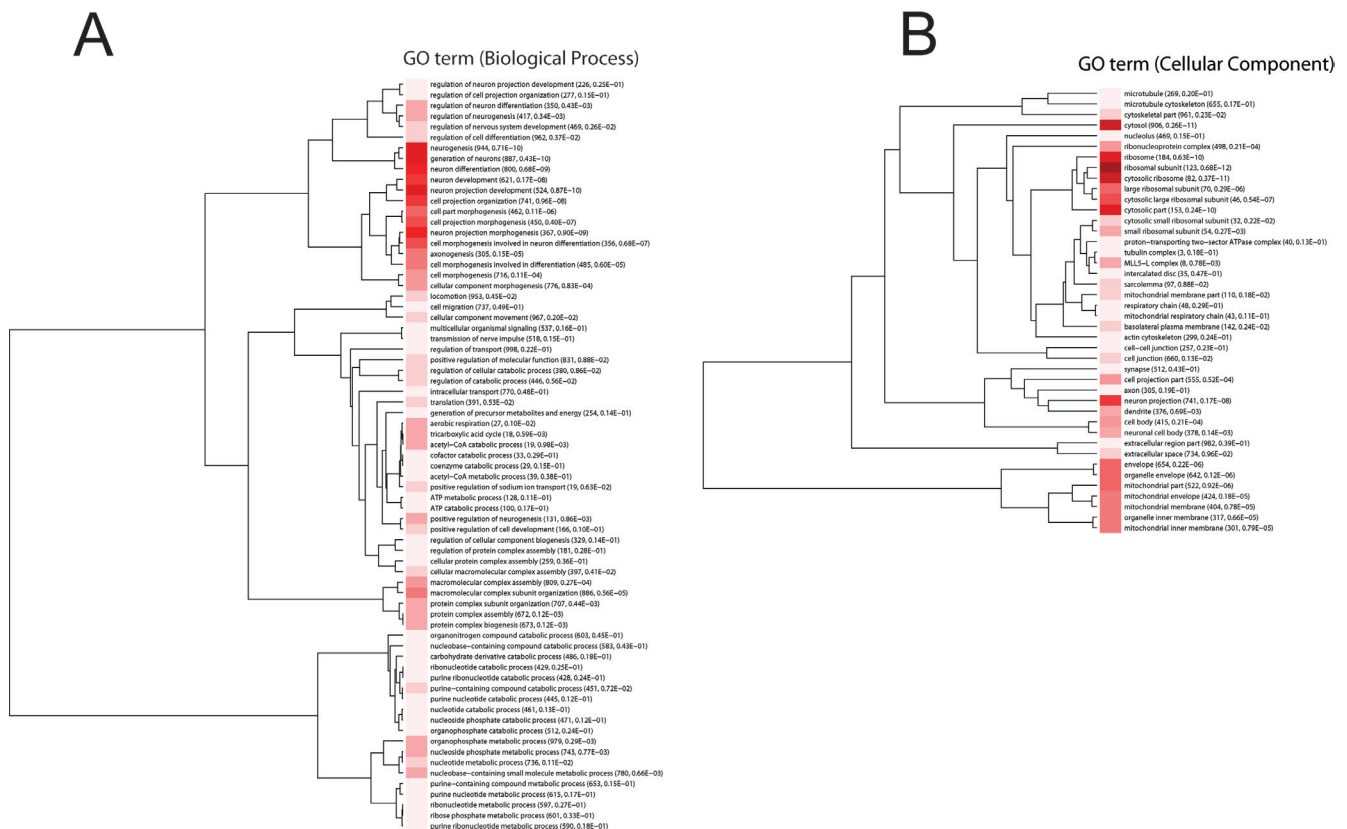 A
GO term (Biological Process)
regulation of neuron projection development (226, 0.25E−01)
regulation of cell projection organization (277, 0.15E−01)
regulation of neuron differentiation (350, 0.43E−03)
regulation of neurogenesis (417, 0.34E−03)
regulation of nervous system development (469, 0.26E−02)
regulation of cell differentiation (962, 0.37E−02)
neurogenesis (944, 0.71E−10)
generation of neurons (887, 0.43E−10)
neuron differentiation (800, 0.68E−09)
neuron development (621, 0.17E−08)
neuron projection development (524, 0.87E−10)
cell projection organization (741, 0.96E−08)
cell part morphogenesis (462, 0.11E−06)
cell projection morphogenesis (450, 0.40E−07)
neuron projection morphogenesis (367, 0.90E−09)
cell morphogenesis involved in neuron differentiation (356, 0.68E−07)
axonogenesis (305, 0.15E−05)
cell morphogenesis involved in differentiation (485, 0.60E−05)
cell morphogenesis (716, 0.11E−04)
cellular component morphogenesis (776, 0.83E−04)
locomotion (953, 0.45E−02)
cell migration (737, 0.49E−01)
cellular component movement (967, 0.20E−02)
multicellular organismal signaling (537, 0.16E−01)
transmission of nerve impulse (518, 0.15E−01)
regulation of transport (998, 0.22E−01)
positive regulation of molecular function (831, 0.88E−02)
regulation of cellular catabolic process (380, 0.86E−02)
regulation of catabolic process (446, 0.56E−02)
intracellular transport (770, 0.48E−01)
translation (391, 0.53E−02)
generation of precursor metabolites and energy (254, 0.14E−01)
aerobic respiration (27, 0.10E−02)
tricarboxylic acid cycle (18, 0.59E−03)
acetyl−CoA catabolic process (19, 0.98E−03)
cofactor catabolic process (33, 0.29E−01)
coenzyme catabolic process (29, 0.15E−01)
acetyl−CoA metabolic process (39, 0.38E−01)
positive regulation of sodium ion transport (19, 0.63E−02)
ATP metabolic process (128, 0.11E−01)
ATP catabolic process (100, 0.17E−01)
positive regulation of neurogenesis (131, 0.86E−03)
positive regulation of cell development (166, 0.10E−01)
regulation of cellular component biogenesis (329, 0.14E−01)
regulation of protein complex assembly (181, 0.28E−01)
cellular protein complex assembly (259, 0.36E−01)
cellular macromolecular complex assembly (397, 0.41E−02)
macromolecular complex assembly (809, 0.27E−04)
macromolecular complex subunit organization (886, 0.56E−05)
protein complex subunit organization (707, 0.44E−03)
protein complex assembly (672, 0.12E−03)
protein complex biogenesis (673, 0.12E−03)
organonitrogen compound catabolic process (603, 0.45E−01)
nucleobase−containing compound catabolic process (583, 0.43E−01)
carbohydrate derivative catabolic process (486, 0.18E−01)
ribonucleotide catabolic process (429, 0.25E−01)
purine ribonucleotide catabolic process (428, 0.24E−01)
purine−containing compound catabolic process (451, 0.72E−02)
purine nucleotide catabolic process (445, 0.12E−01)
nucleotide catabolic process (461, 0.13E−01)
nucleoside phosphate catabolic process (471, 0.12E−01)
organophosphate catabolic process (512, 0.24E−01)
organophosphate metabolic process (979, 0.29E−03)
nucleoside phosphate metabolic process (743, 0.77E−03)
nucleotide metabolic process (736, 0.11E−02)
nucleobase−containing small molecule metabolic process (780, 0.66E−03)
purine−containing compound metabolic process (653, 0.15E−01)
purine nucleotide metabolic process (615, 0.17E−01)
ribonucleotide metabolic process (597, 0.27E−01)
ribose phosphate metabolic process (601, 0.33E−01)
purine ribonucleotide metabolic process (590, 0.18E−01)
B
GO term (Cellular Component)
microtubule (269, 0.20E−01)
microtubule cytoskeleton (655, 0.17E−01)
cytoskeletal part (961, 0.23E−02)
cytosol (906, 0.26E−11)
nucleolus (469, 0.15E−01)
ribonucleoprotein complex (498, 0.21E−04)
ribosome (184, 0.63E−10)
ribosomal subunit (123, 0.68E−12)
cytosolic ribosome (82, 0.37E−11)
large ribosomal subunit (70, 0.29E−06)
cytosolic large ribosomal subunit (46, 0.54E−07)
cytosolic part (153, 0.24E−10)
cytosolic small ribosomal subunit (32, 0.22E−02)
small ribosomal subunit (54, 0.27E−03)
proton−transporting two−sector ATPase complex (40, 0.13E−01)
tubulin complex (3, 0.18E−01)
MLL5−L complex (8, 0.78E−03)
intercalated disc (35, 0.47E−01)
sarcolemma (97, 0.88E−02)
mitochondrial membrane part (110, 0.18E−02)
respiratory chain (48, 0.29E−01)
mitochondrial respiratory chain (43, 0.11E−01)
basolateral plasma membrane (142, 0.24E−02)
actin cytoskeleton (299, 0.24E−01)
cell−cell junction (257, 0.23E−01)
cell junction (660, 0.13E−02)
synapse (512, 0.43E−01)
cell projection part (555, 0.52E−04)
axon (305, 0.19E−01)
neuron projection (741, 0.17E−08)
dendrite (376, 0.69E−03)
cell body (415, 0.21E−04)
neuronal cell body (378, 0.14E−03)
extracellular region part (982, 0.39E−01)
extracellular space (734, 0.96E−02)
envelope (654, 0.22E−06)
organelle envelope (642, 0.12E−06)
mitochondrial part (522, 0.92E−06)
mitochondrial envelope (424, 0.18E−05)
mitochondrial membrane (404, 0.78E−05)
organelle inner membrane (317, 0.66E−05)
mitochondrial inner membrane (301, 0.79E−05)